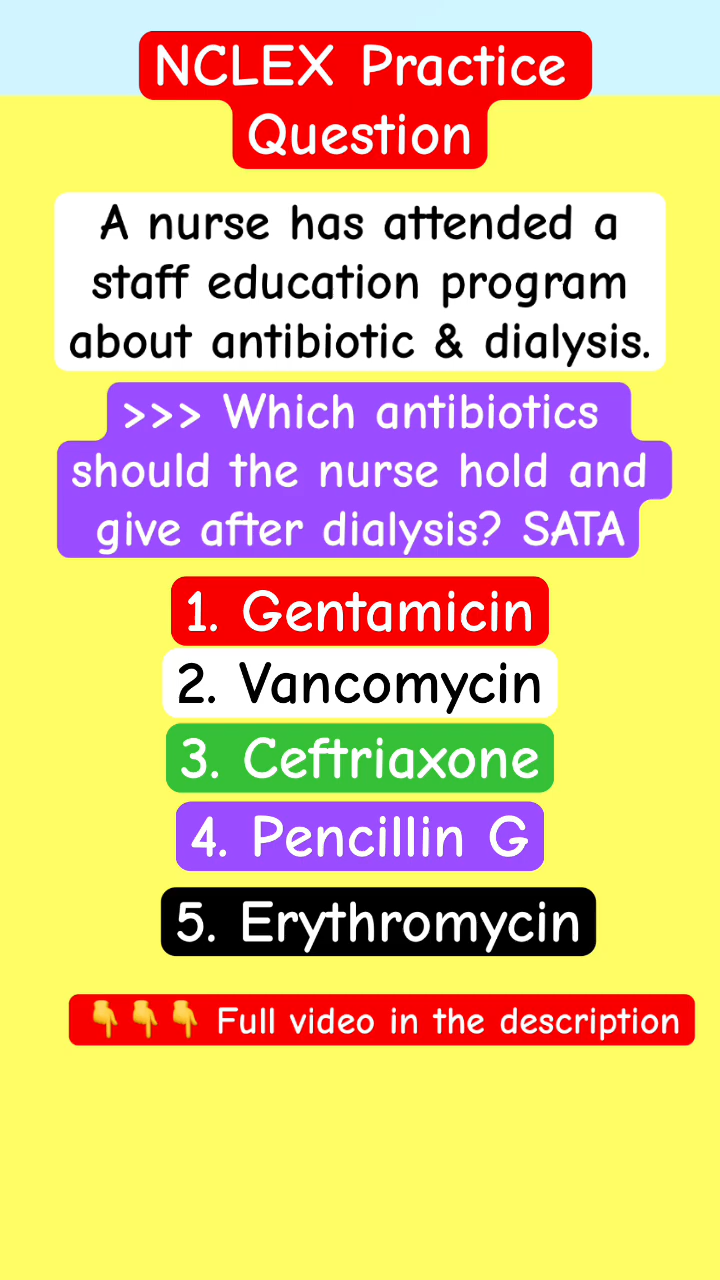 NCLEX Practice
Question
A nurse has attended a
staff education program
about antibiotic & dialysis.
>>> Which antibiotics
should the nurse hold and
give after dialysis? SATA
1. Gentamicin
2. Vancomycin
3. Ceftriaxone
4. Pencillin G
5. Erythromycin
👇👇👇 Full video in the description